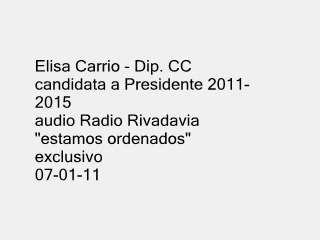 Elisa Carrio - Dip. CC
candidata a Presidente 2011-
2015
audio Radio Rivadavia
"estamos ordenados"
exclusivo
07-01-11